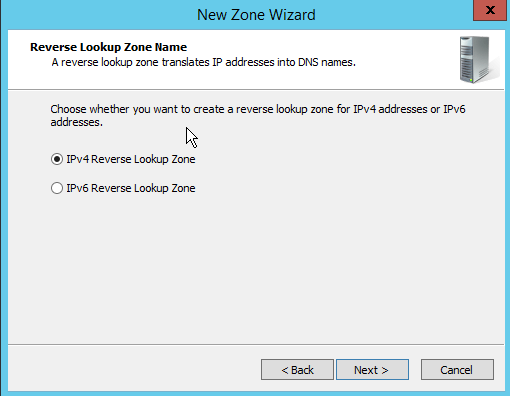 New Zone Wizard
x
Reverse Lookup Zone Name
A reverse lookup zone translates IP addresses into DNS names.
Choose whether you want to create a reverse lookup zone for IPv4 addresses or IPv6
addresses.
IPv4 Reverse Lookup Zone
IPv6 Reverse Lookup Zone
< Back Next > Cancel